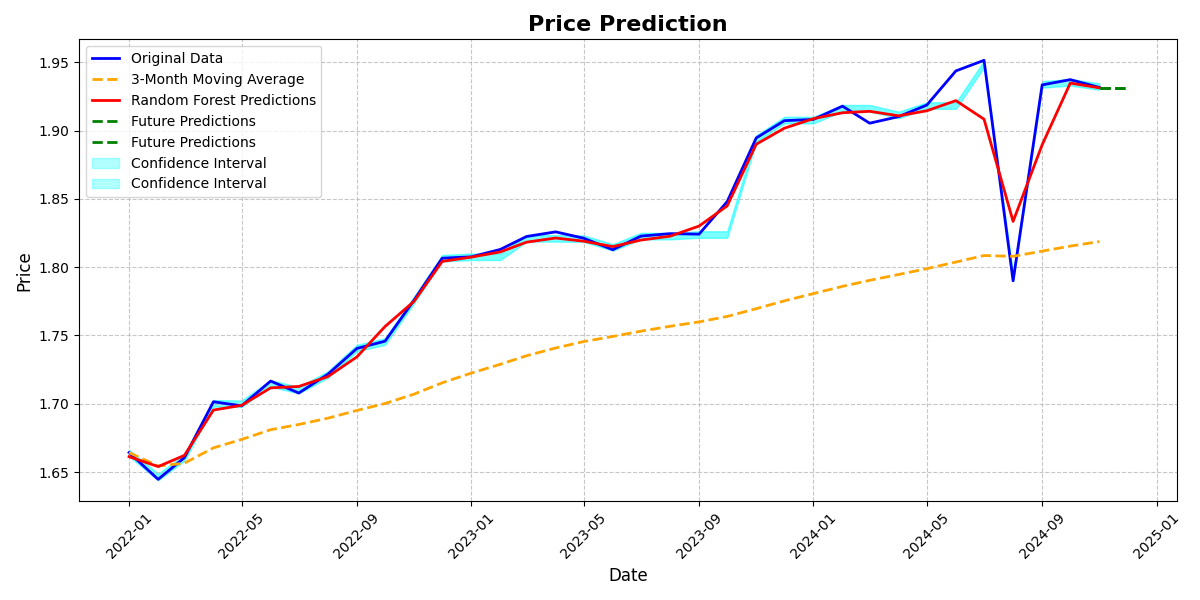 Price Prediction
Original Data
3-Month Moving Average
Random Forest Predictions
Future Predictions
Future Predictions
Confidence Interval
Confidence Interval
Price
1.95
1.90
1.85
1.80
1.75
1.70
1.65
2022-01
2022-05
2022-09
2023-01
2023-05
2023-09
2024-01
2024-05
2024-09
2025-01
Date